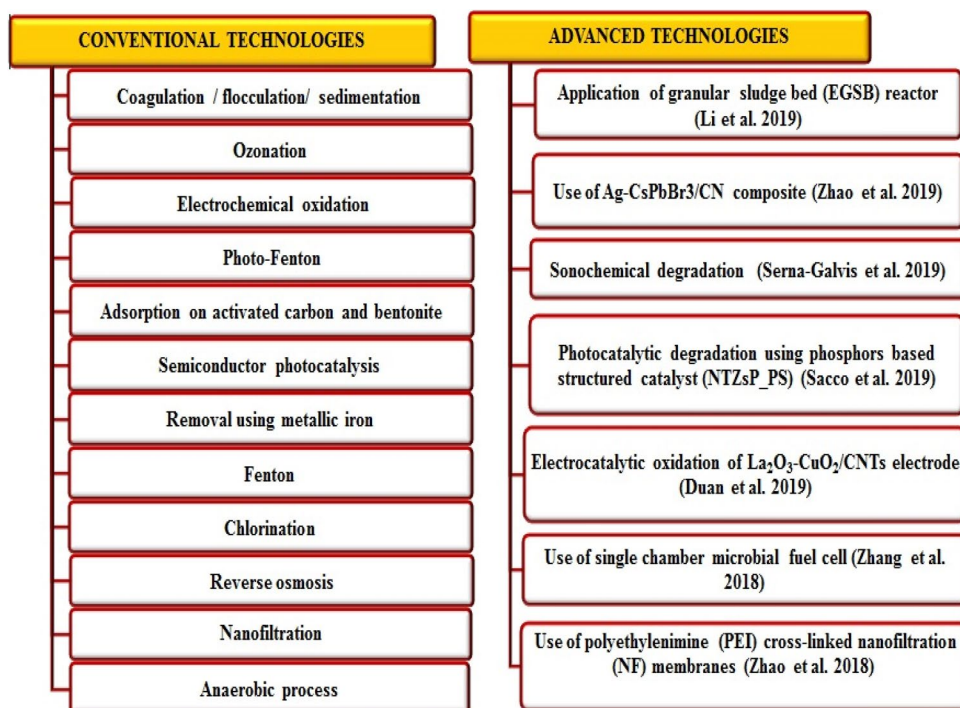 CONVENTIONAL TECHNOLOGIES
Coagulation / flocculation/ sedimentation
Ozonation
Electrochemical oxidation
Photo-Fenton
Adsorption on activated carbon and bentonite
Semiconductor photocatalysis
Removal using metallic iron
Fenton
Chlorination
Reverse osmosis
Nanofiltration
Anaerobic process
ADVANCED TECHNOLOGIES
Application of granular sludge bed (EGSB) reactor
(Li et al. 2019)
Use of Ag-CsPbBr3/CN composite (Zhao et al. 2019)
Sonochemical degradation (Serna-Galvis et al. 2019)
Photocatalytic degradation using phosphors based
structured catalyst (NTZsP_PS) (Sacco et al. 2019)
Electrocatalytic oxidation of La₂O₃-CuO₂/CNTs electrode
(Duan et al. 2019)
Use of single chamber microbial fuel cell (Zhang et al.
2018)
Use of polyethylenimine (PEI) cross-linked nanofiltration
(NF) membranes (Zhao et al. 2018)